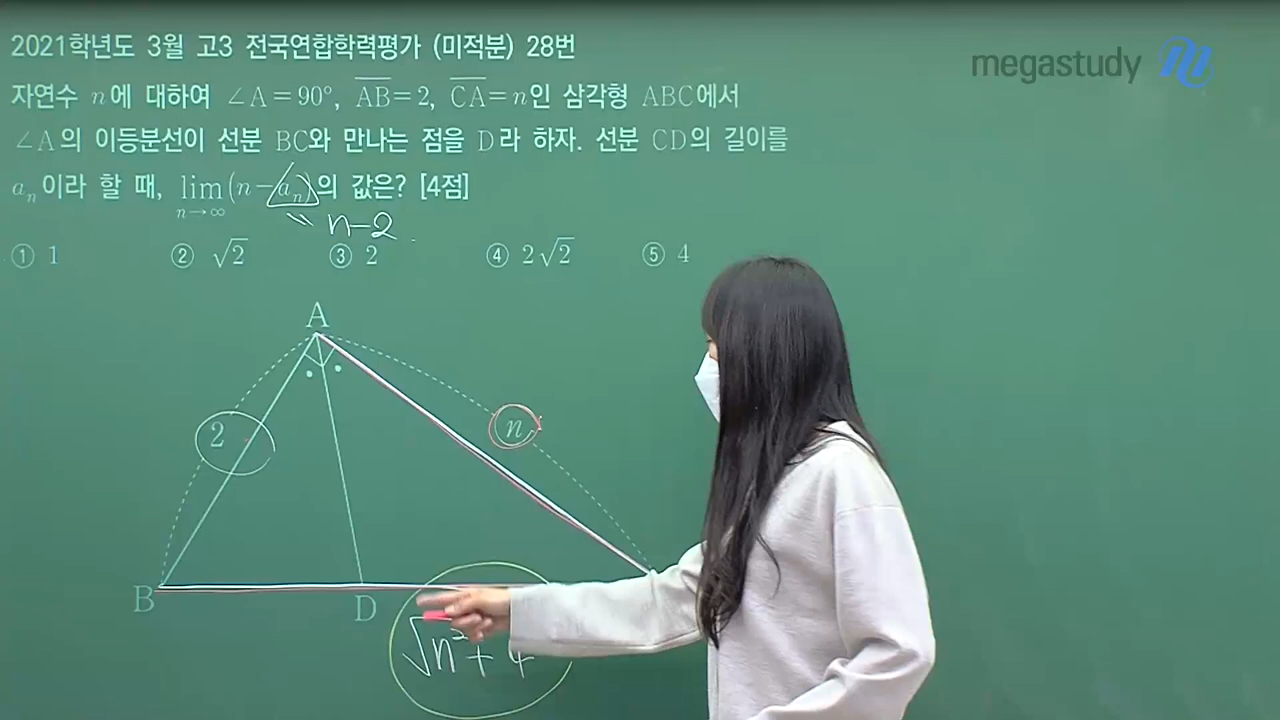 2021학년도 3월 고3 전국연합학력평가 (미적분) 28번
megastudy
자연수 n에 대하여 ∠A=90°, \overline{AB}=2, \overline{CA}=n인 삼각형 ABC에서
∠A의 이등분선이 선분 BC와 만나는 점을 D라 하자. 선분 CD의 길이를
a_n이라 할 때, \lim_{n→∞}(n-a_n)의 값은? [4점]
n-2
① 1 ② √2 ③ 2 ④ 2√2 ⑤ 4
A
2
n
B
D
√n²+4